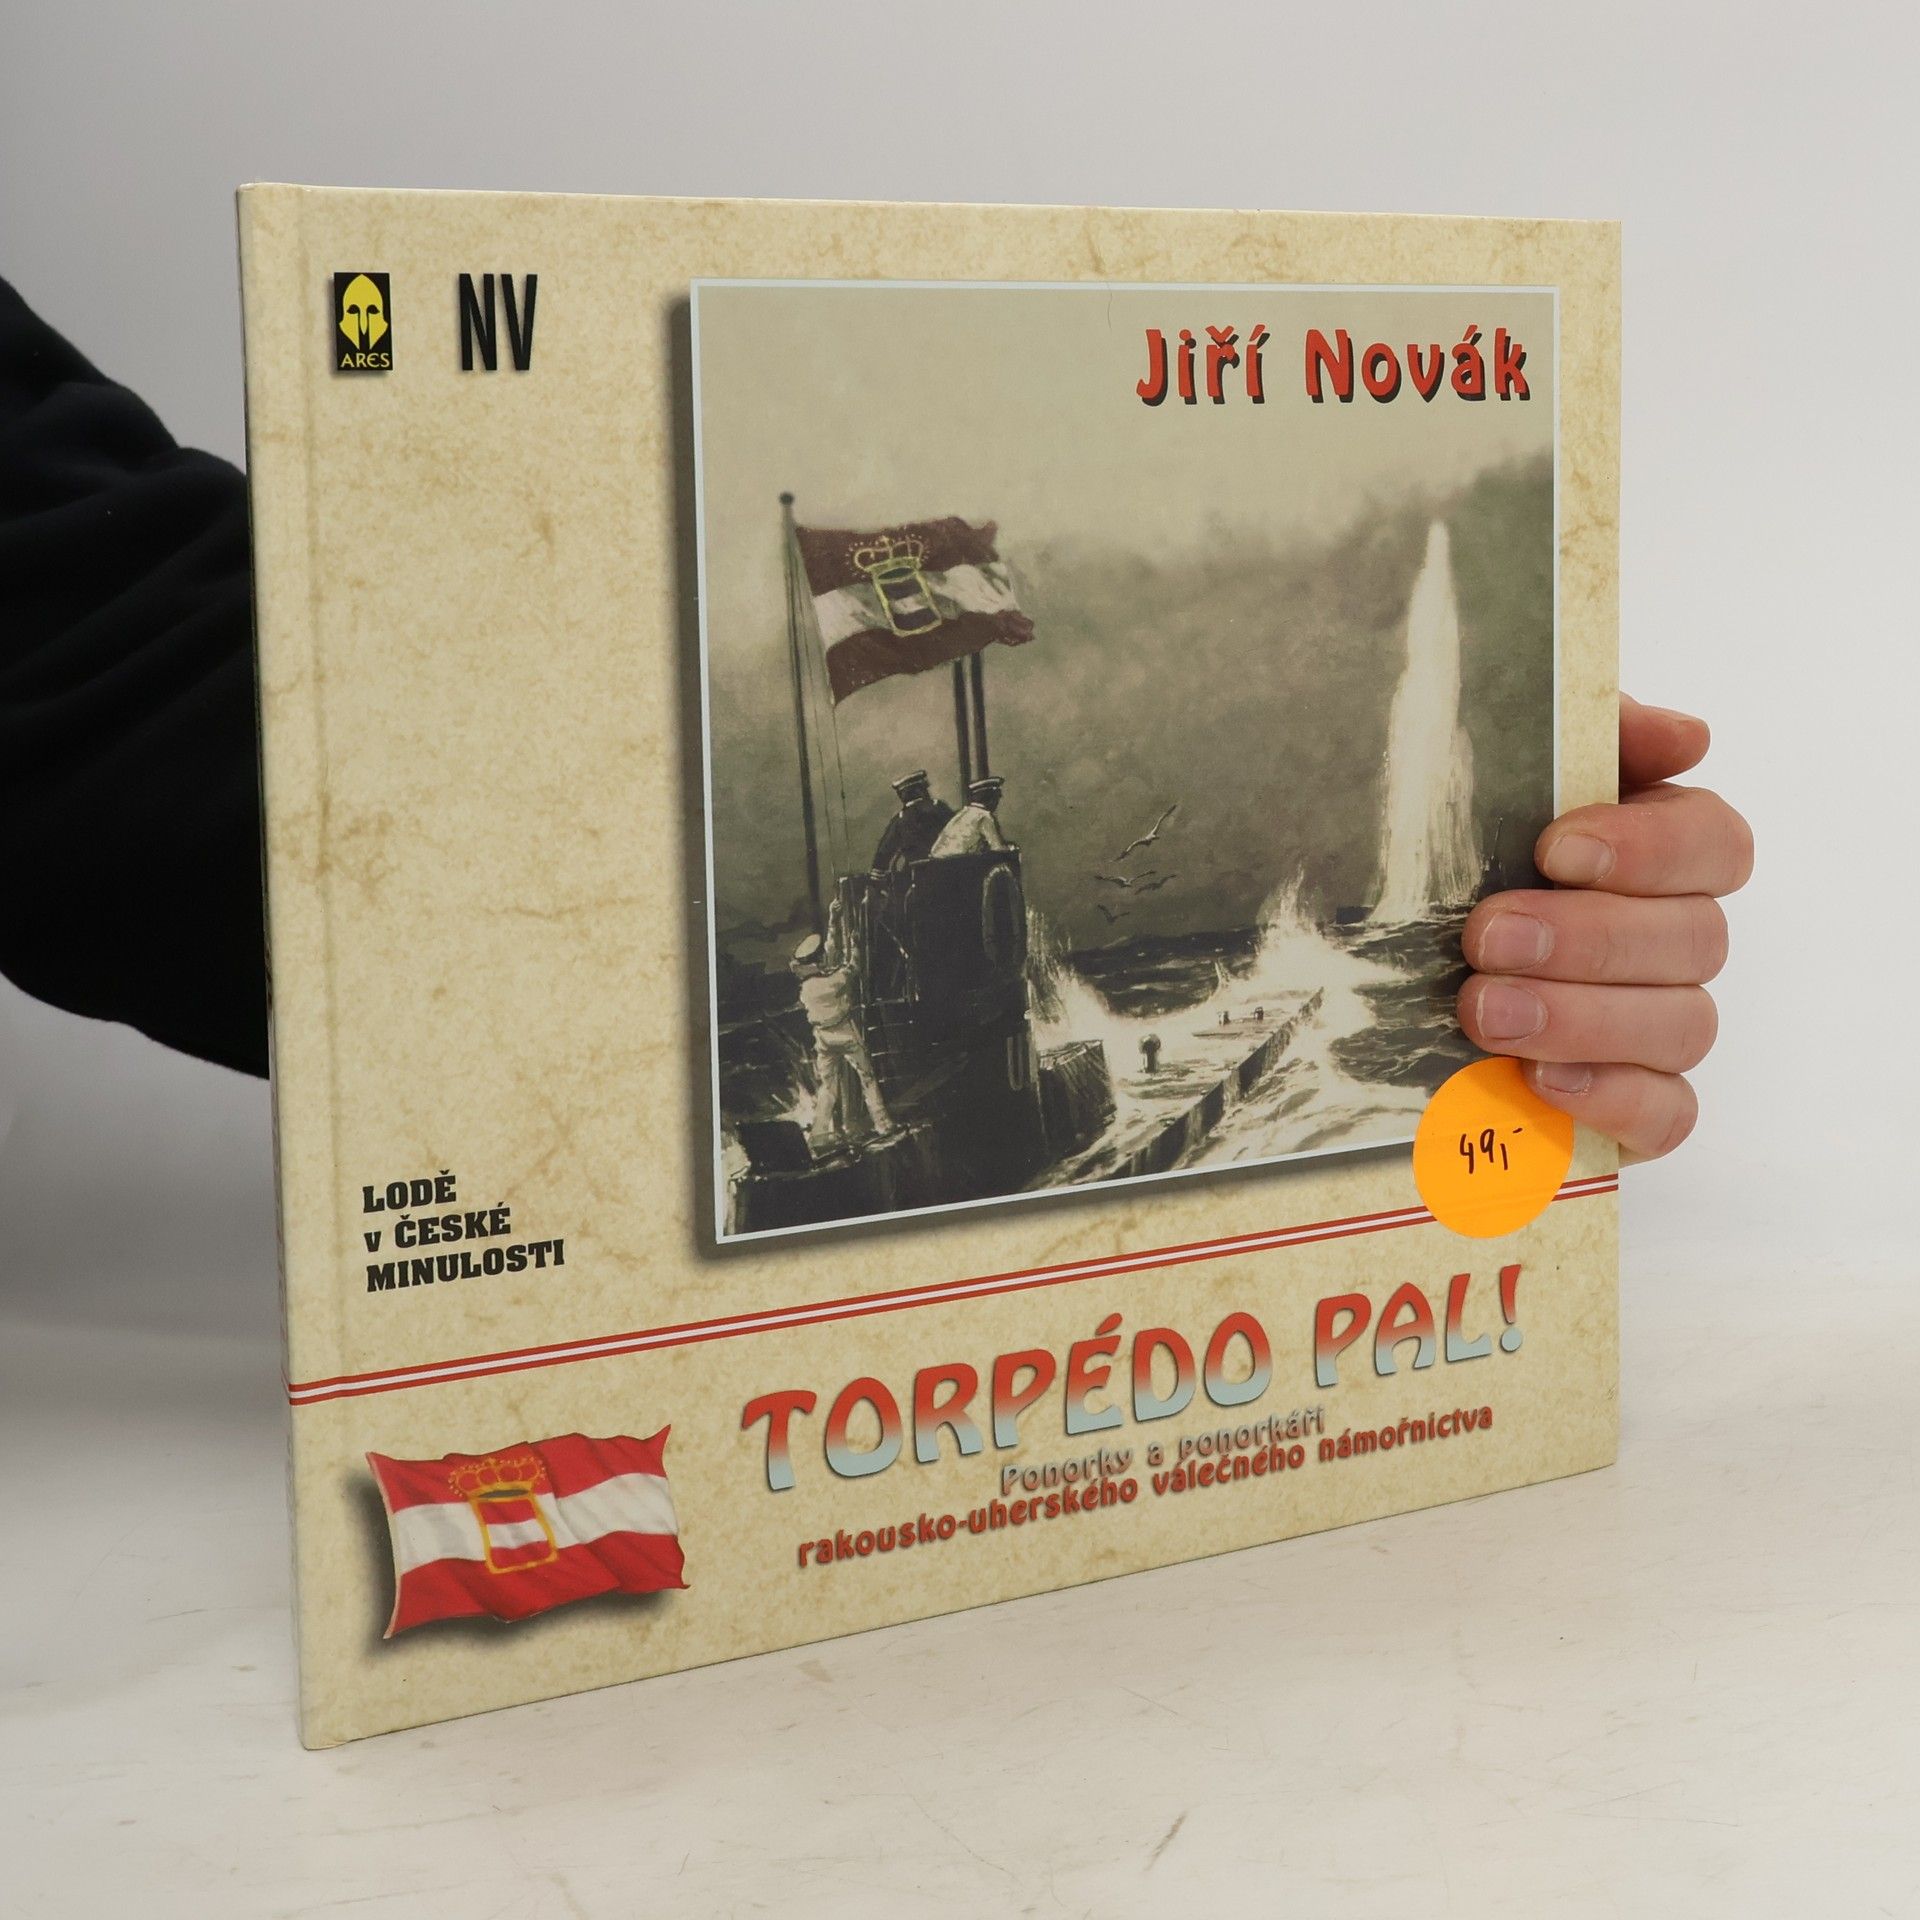 ARES
NV
Jiří Novák
LODĚ
V ČESKÉ
MINULOSTI
49,-
TORPÉDO PAL!
Ponorky a ponorkáři
rakousko-uherského válečného námořnictva